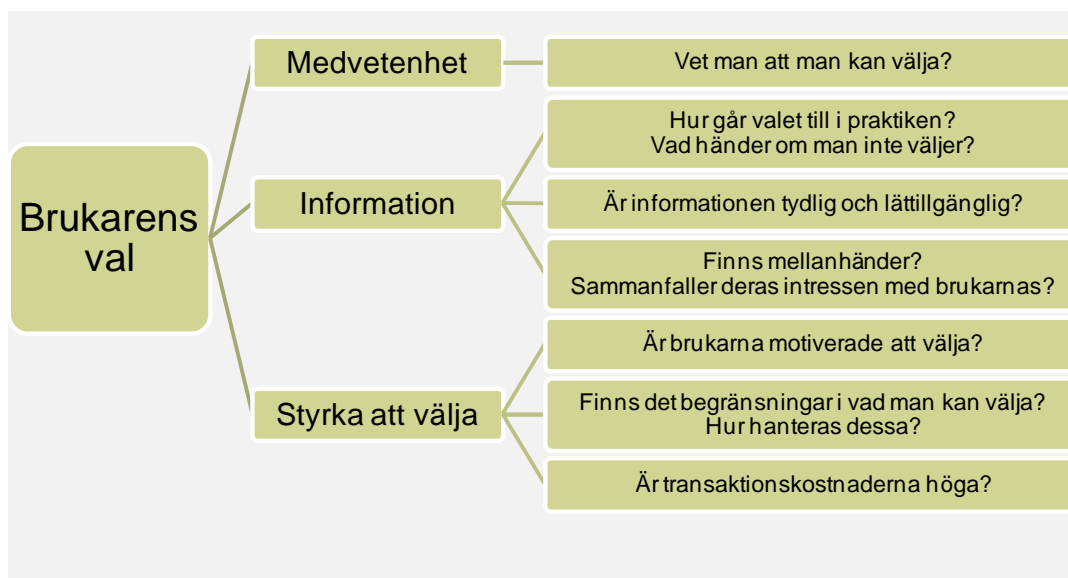 Brukarens
val
Medvetenhet
Vet man att man kan välja?
Information
Hur går valet till i praktiken?
Vad händer om man inte väljer?
Är informationen tydlig och lättillgänglig?
Finns mellanhänder?
Sammanfaller deras intressen med brukarnas?
Styrka att välja
Är brukarna motiverade att välja?
Finns det begränsningar i vad man kan välja?
Hur hanteras dessa?
Är transaktionskostnaderna höga?